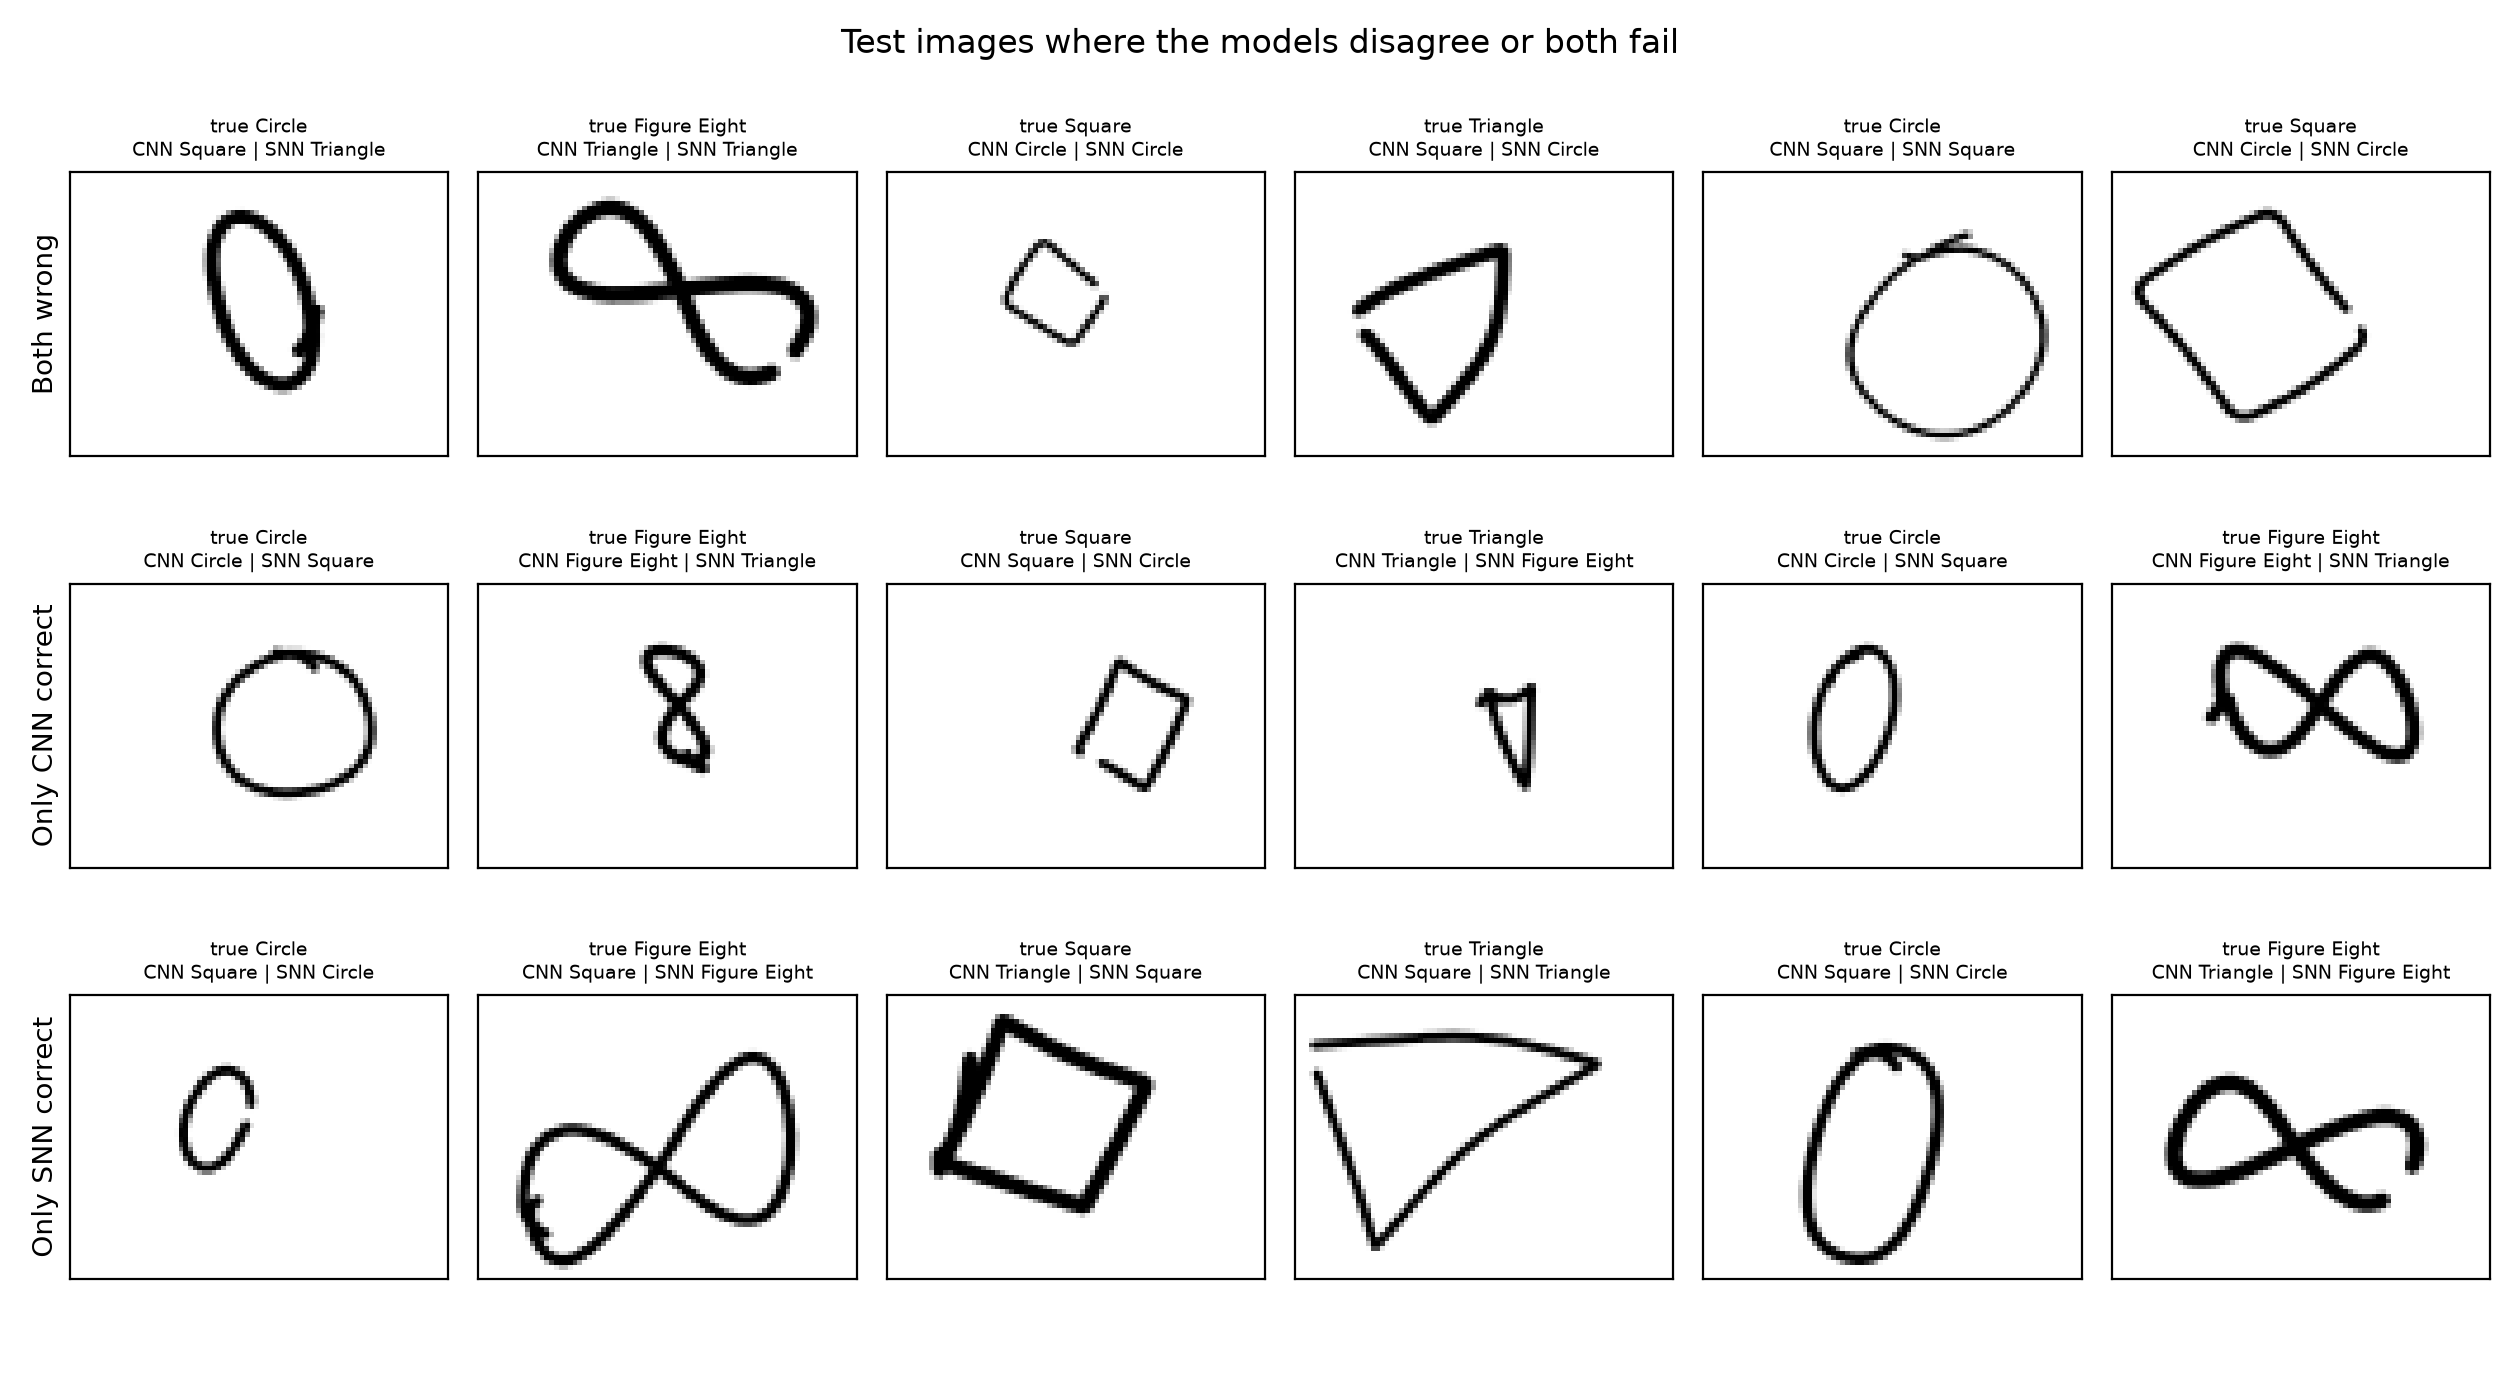 Test images where the models disagree or both fail
Both wrong
true Circle
CNN Square | SNN Triangle
true Figure Eight
CNN Triangle | SNN Triangle
true Square
CNN Circle | SNN Circle
true Triangle
CNN Square | SNN Circle
true Circle
CNN Square | SNN Square
true Square
CNN Circle | SNN Circle
Only CNN correct
true Circle
CNN Circle | SNN Square
true Figure Eight
CNN Figure Eight | SNN Triangle
true Square
CNN Square | SNN Circle
true Triangle
CNN Triangle | SNN Figure Eight
true Circle
CNN Circle | SNN Square
true Figure Eight
CNN Figure Eight | SNN Triangle
Only SNN correct
true Circle
CNN Square | SNN Circle
true Figure Eight
CNN Square | SNN Figure Eight
true Square
CNN Triangle | SNN Square
true Triangle
CNN Square | SNN Triangle
true Circle
CNN Square | SNN Circle
true Figure Eight
CNN Triangle | SNN Figure Eight